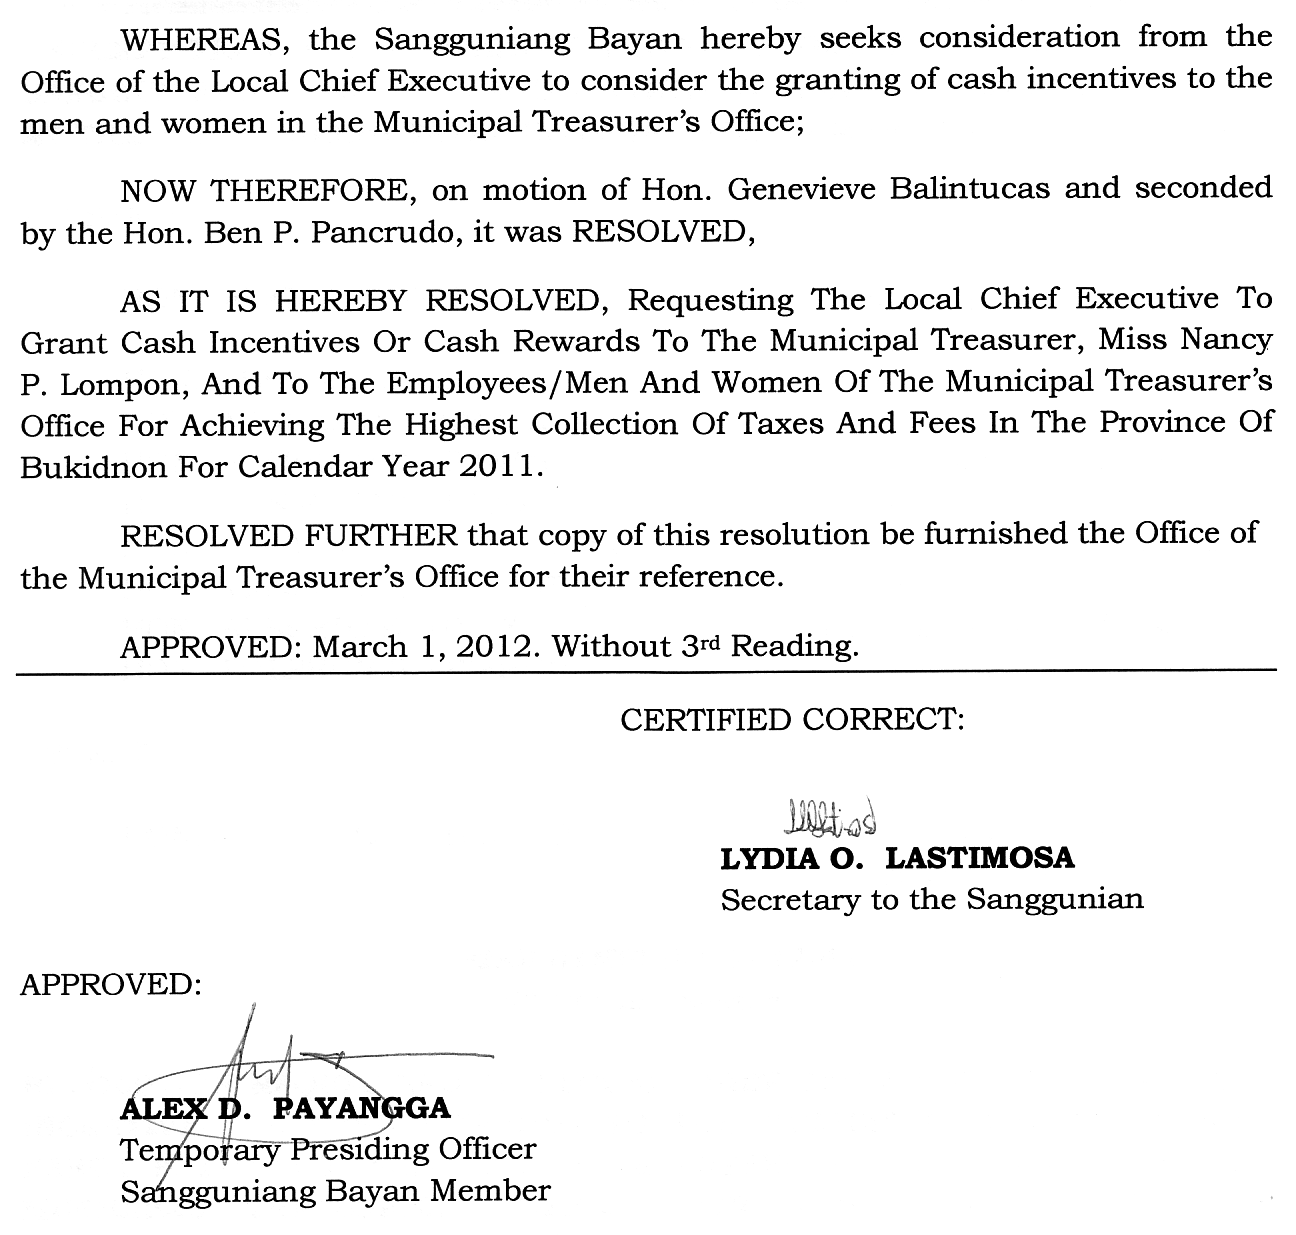 WHEREAS, the Sangguniang Bayan hereby seeks consideration from the
Office of the Local Chief Executive to consider the granting of cash incentives to the
men and women in the Municipal Treasurer's Office;
NOW THEREFORE, on motion of Hon. Genevieve Balintucas and seconded
by the Hon. Ben P. Pancrudo, it was RESOLVED,
AS IT IS HEREBY RESOLVED, Requesting The Local Chief Executive To
Grant Cash Incentives Or Cash Rewards To The Municipal Treasurer, Miss Nancy
P. Lompon, And To The Employees/Men And Women Of The Municipal Treasurer's
Office For Achieving The Highest Collection Of Taxes And Fees In The Province Of
Bukidnon For Calendar Year 2011.
RESOLVED FURTHER that copy of this resolution be furnished the Office of
the Municipal Treasurer's Office for their reference.
APPROVED: March 1, 2012. Without 3rd Reading.
CERTIFIED CORRECT:
LYDIA O. LASTIMOSA
Secretary to the Sanggunian
APPROVED:
ALEX D. PAYANGGA
Temporary Presiding Officer
Sangguniang Bayan Member